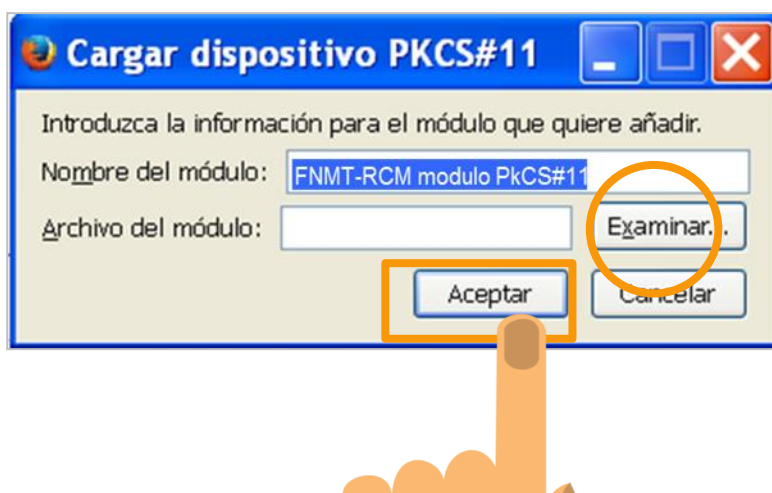 Cargar dispositivo PKCS#11
Introduzca la información para el módulo que quiere añadir.
Nombre del módulo: FNMT-RCM modulo PkCS#11
Archivo del módulo: Examinar...
Aceptar Cancelar